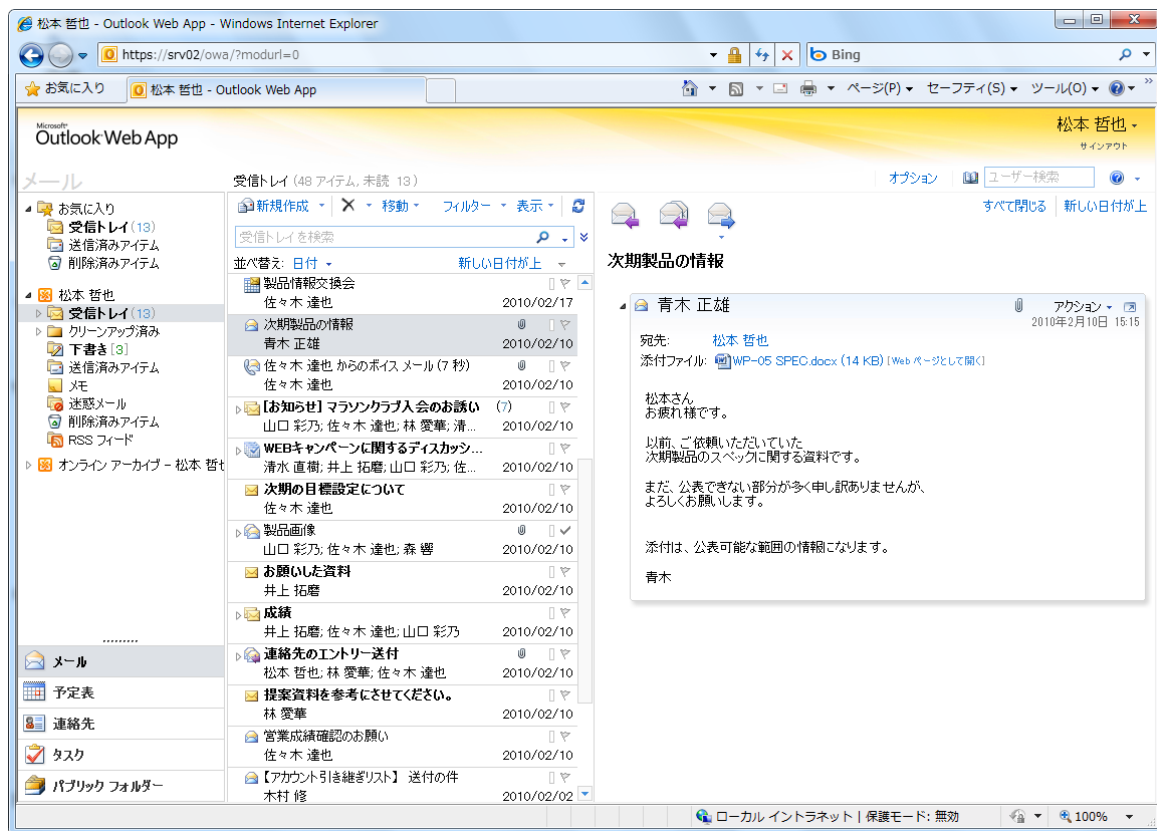 松本 哲也 - Outlook Web App - Windows Internet Explorer
https://srv02/owa/?modurl=0
Bing
お気に入り
松本 哲也 - Outlook Web App
ページ(P) セーフティ(S) ツール(O)
Microsoft
Outlook Web App
松本 哲也
サインアウト
メール
受信トレイ (48 アイテム, 未読 13)
オプション
ユーザー検索
お気に入り
受信トレイ (13)
送信済みアイテム
削除済みアイテム
松本 哲也
受信トレイ (13)
クリーンアップ済み
下書き [3]
送信済みアイテム
メモ
迷惑メール
削除済みアイテム
RSS フィード
オンライン アーカイブ - 松本 哲t
メール
予定表
連絡先
タスク
パブリック フォルダー
新規作成 移動 フィルター 表示
受信トレイを検索
並べ替え: 日付 新しい日付が上
製品情報交換会
佐々木 達也 2010/02/17
次期製品の情報
青木 正雄 2010/02/10
佐々木 達也 からのボイス メール (7 秒)
佐々木 達也 2010/02/10
[お知らせ] マラソンクラブ入会のお誘い (7)
山口 彩乃; 佐々木 達也; 林 愛華; 清... 2010/02/10
WEBキャンペーンに関するディスカッシ...
清水 直樹; 井上 拓磨; 山口 彩乃; 佐... 2010/02/10
次期の目標設定について
佐々木 達也 2010/02/10
製品画像
山口 彩乃; 佐々木 達也; 森 響 2010/02/10
お願いした資料
井上 拓磨 2010/02/10
成績
井上 拓磨; 佐々木 達也; 山口 彩乃 2010/02/10
連絡先のエントリー送付
松本 哲也; 林 愛華; 佐々木 達也 2010/02/10
提案資料を参考にさせてください。
林 愛華 2010/02/10
営業成績確認のお願い
佐々木 達也 2010/02/10
【アカウント引き継ぎリスト】 送付の件
木村 修 2010/02/02
すべて閉じる 新しい日付が上
次期製品の情報
青木 正雄
アクション
2010年2月10日 15:15
宛先: 松本 哲也
添付ファイル: WP-05 SPEC.docx (14 KB) [Web ページとして開く]
松本さん
お疲れ様です。
以前、ご依頼いただいていた
次期製品のスペックに関する資料です。
まだ、公表できない部分が多く申し訳ありませんが、
よろしくお願いします。
添付は、公表可能な範囲の情報になります。
青木
ローカル イントラネット | 保護モード: 無効
100%